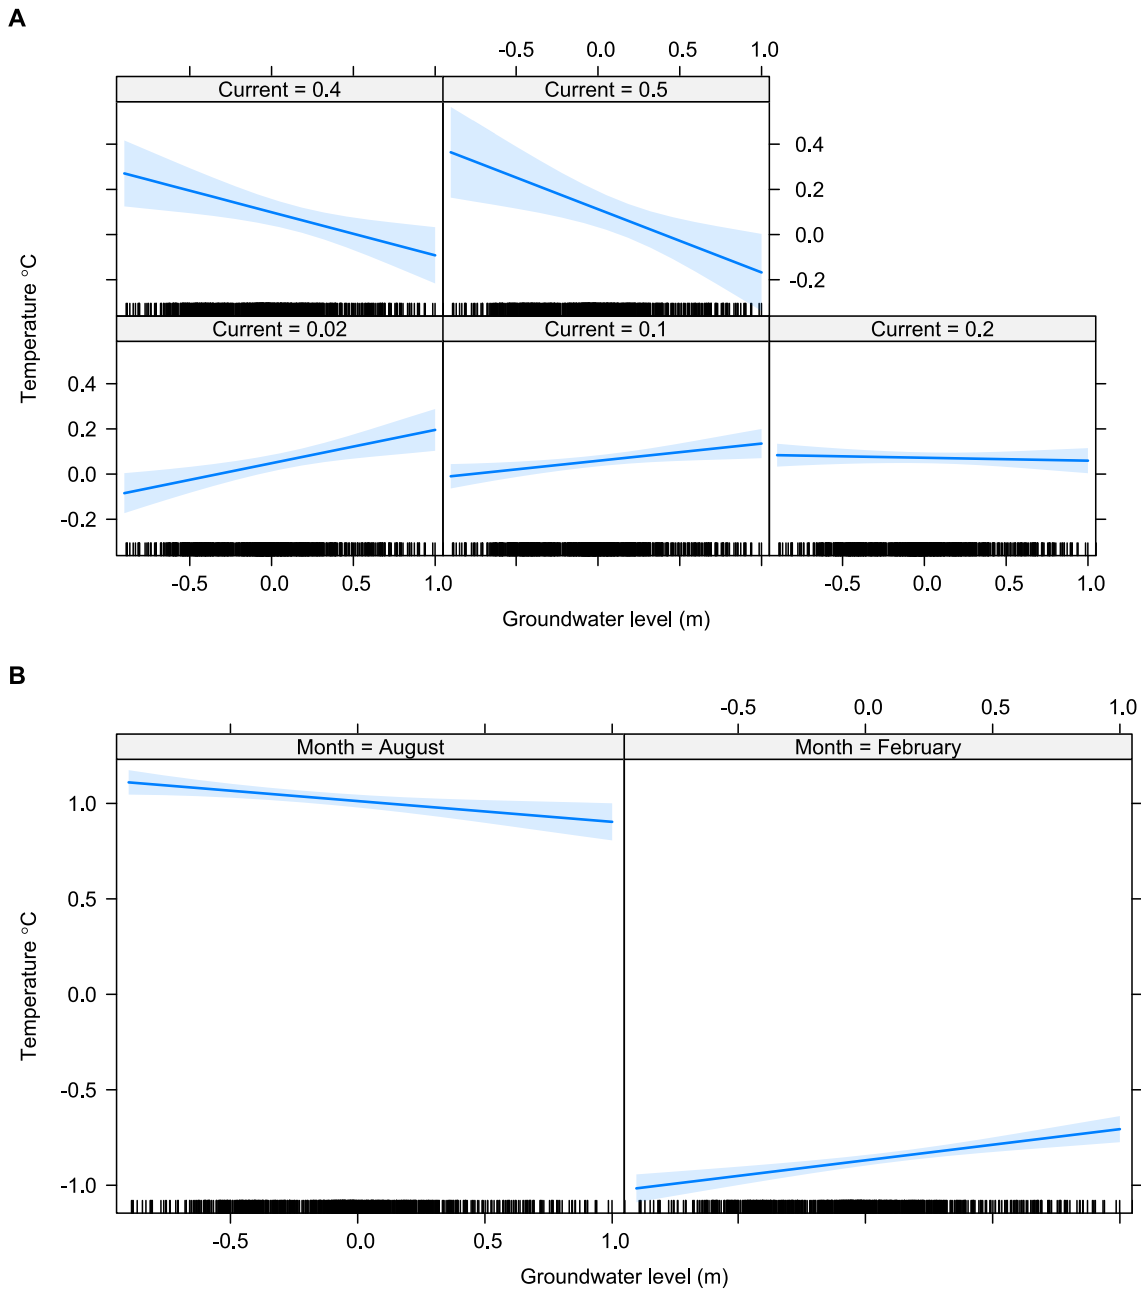 A
-0.5 0.0 0.5 1.0
Current = 0.4 Current = 0.5
0.4
0.2
0.0
-0.2
Temperature °C
Current = 0.02 Current = 0.1 Current = 0.2
0.4
0.2
0.0
-0.2
-0.5 0.0 0.5 1.0 -0.5 0.0 0.5 1.0
Groundwater level (m)
B
-0.5 0.0 0.5 1.0
Month = August Month = February
1.0
0.5
0.0
-0.5
-1.0
Temperature °C
-0.5 0.0 0.5 1.0
Groundwater level (m)